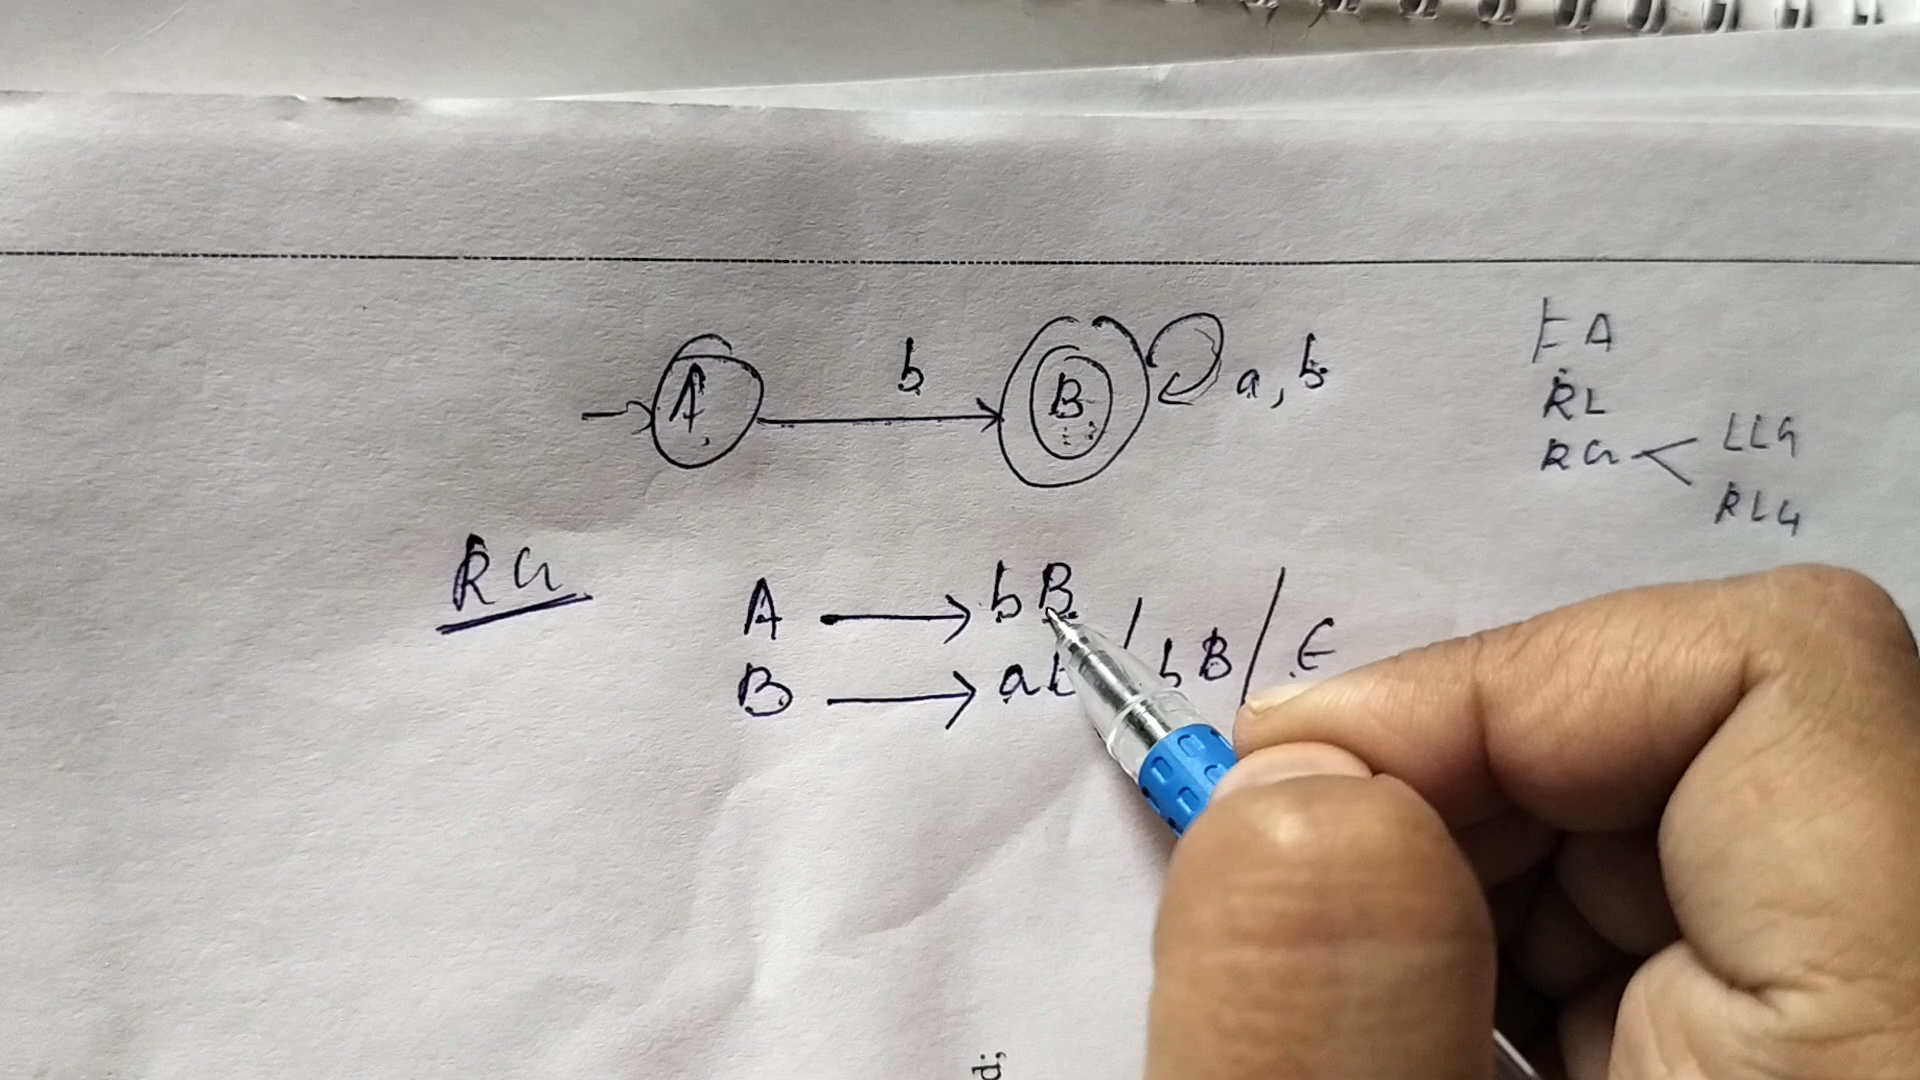 b
A B a, b
FA
RL
RG < LLG
RLG
RG
A → bB
B → a / bB / ε
d;